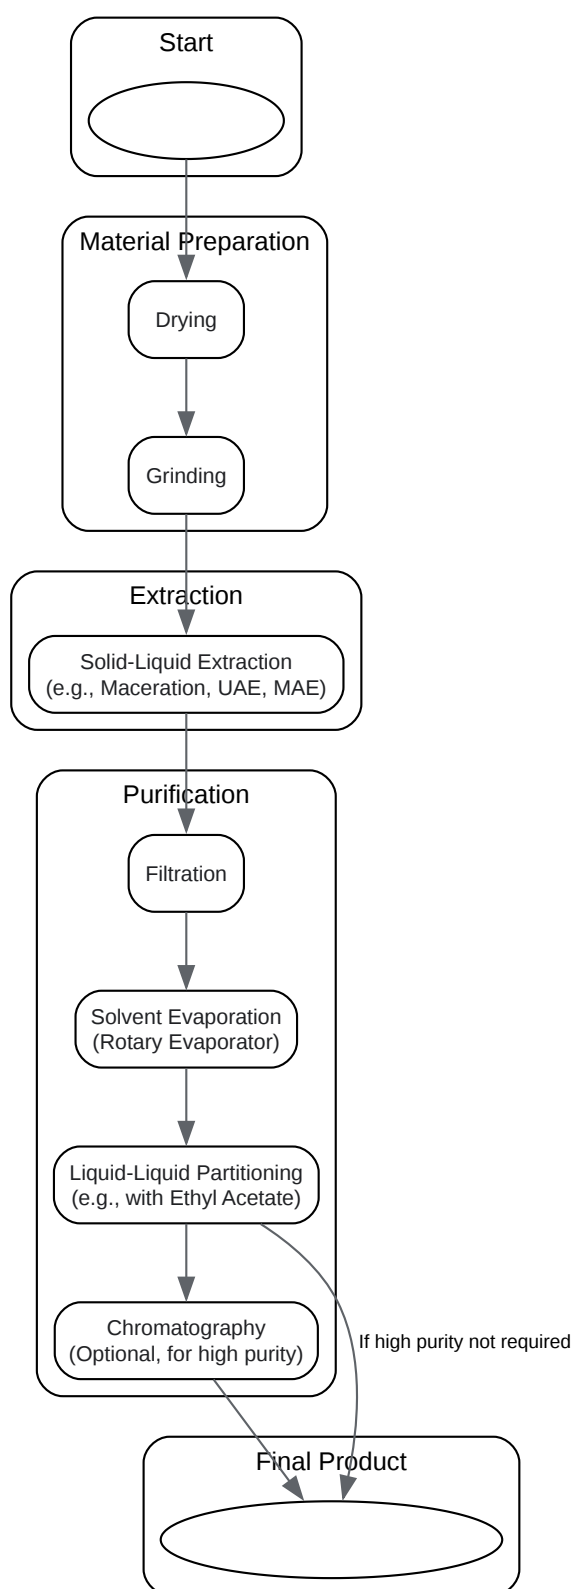 Start
Material Preparation
Drying
Grinding
Extraction
Solid-Liquid Extraction
(e.g., Maceration, UAE, MAE)
Purification
Filtration
Solvent Evaporation
(Rotary Evaporator)
Liquid-Liquid Partitioning
(e.g., with Ethyl Acetate)
Chromatography
(Optional, for high purity)
If high purity not required
Final Product